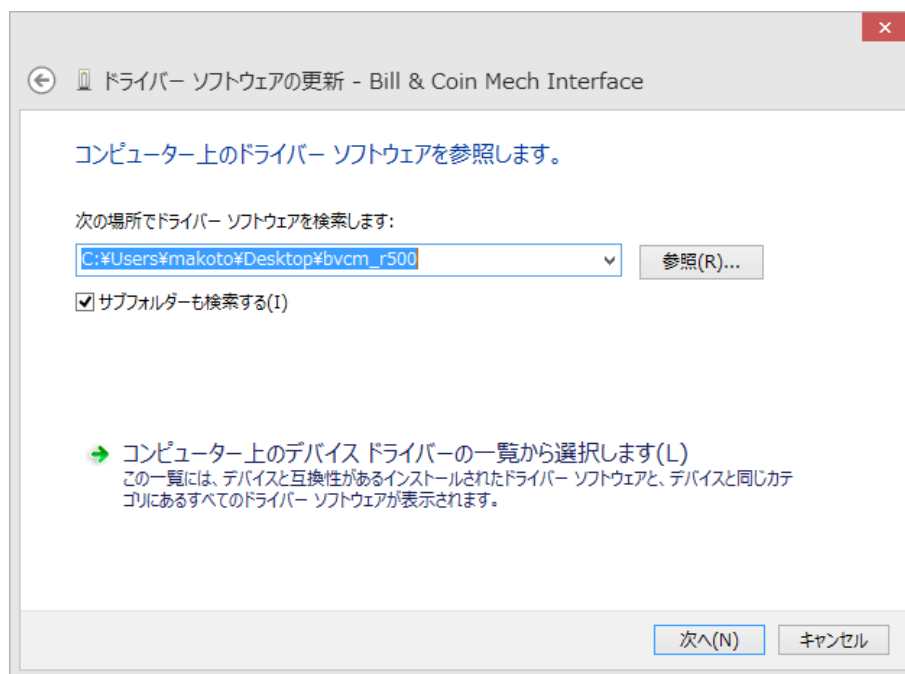 ドライバー ソフトウェアの更新 - Bill & Coin Mech Interface
コンピューター上のドライバー ソフトウェアを参照します。
次の場所でドライバー ソフトウェアを検索します:
C:¥Users¥makoto¥Desktop¥bvcm_r500
参照(R)...
サブフォルダーも検索する(I)
コンピューター上のデバイス ドライバーの一覧から選択します(L)
この一覧には、デバイスと互換性があるインストールされたドライバー ソフトウェアと、デバイスと同じカテ
ゴリにあるすべてのドライバー ソフトウェアが表示されます。
次へ(N)
キャンセル